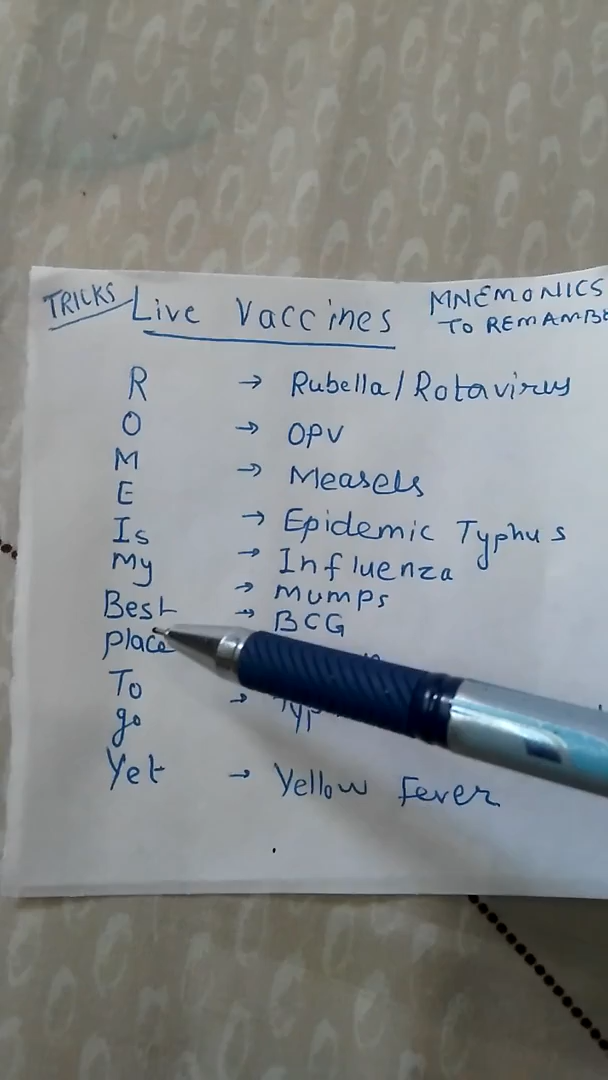 TRICKS Live Vaccines MNEMONICS
TO REMAMBE
R → Rubella/Rotavirus
O → OPV
M → Measels
E → Epidemic Typhus
Is → Influenza
My → Mumps
Best → BCG
Place
To →
go
Yet → Yellow Fever